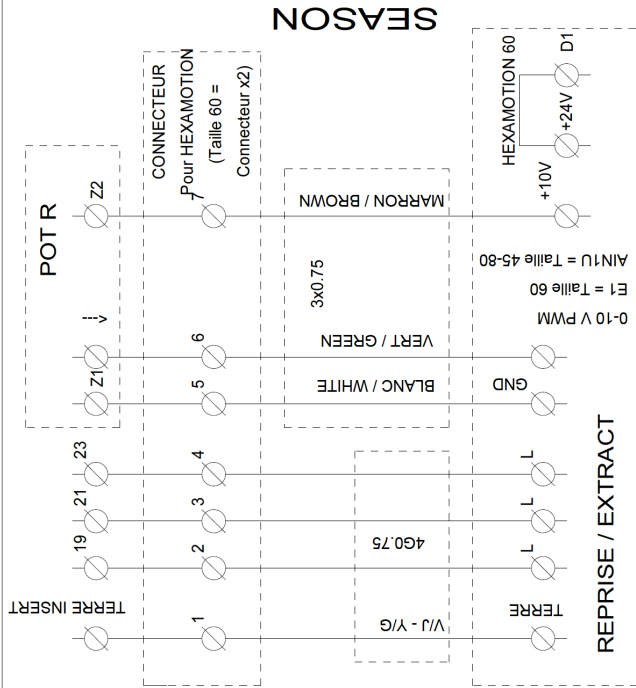 SEASON
POT R
Z2
--->
Z1
23
21
19
TERRE INSERT
CONNECTEUR
Pour HEXAMOTION
(Taille 60 =
Connecteur x2)
7
6
5
4
3
2
1
MARRON / BROWN
3x0.75
VERT / GREEN
BLANC / WHITE
4G0.75
V/J - Y/G
HEXAMOTION 60
D1
+24V
+10V
AIN1U = Taille 45-80
E1 = Taille 60
0-10 V PWM
GND
L
L
L
TERRE
REPRISE / EXTRACT